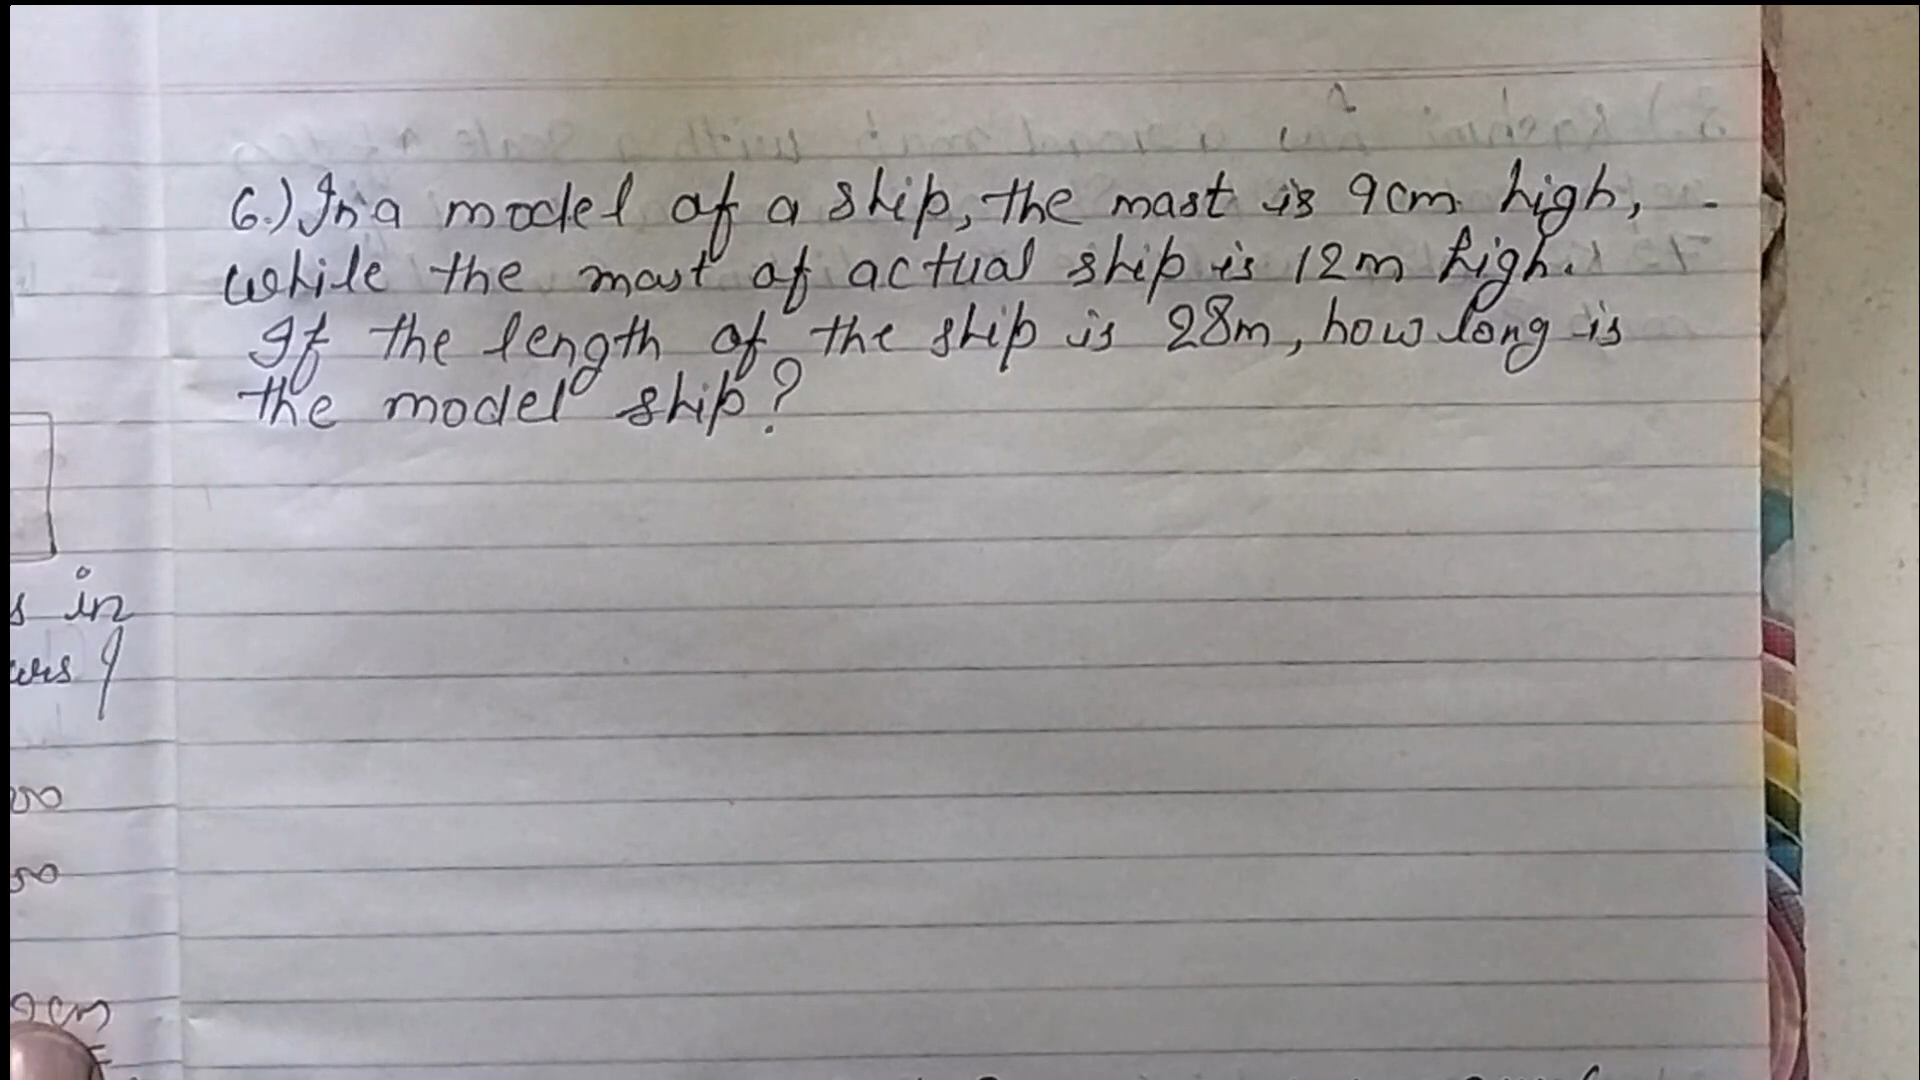 6.) In a model of a ship, the mast is 9cm high,
while the mast of actual ship is 12m high.
If the length of the ship is 28m, how long is
the model ship?
s in
9cm